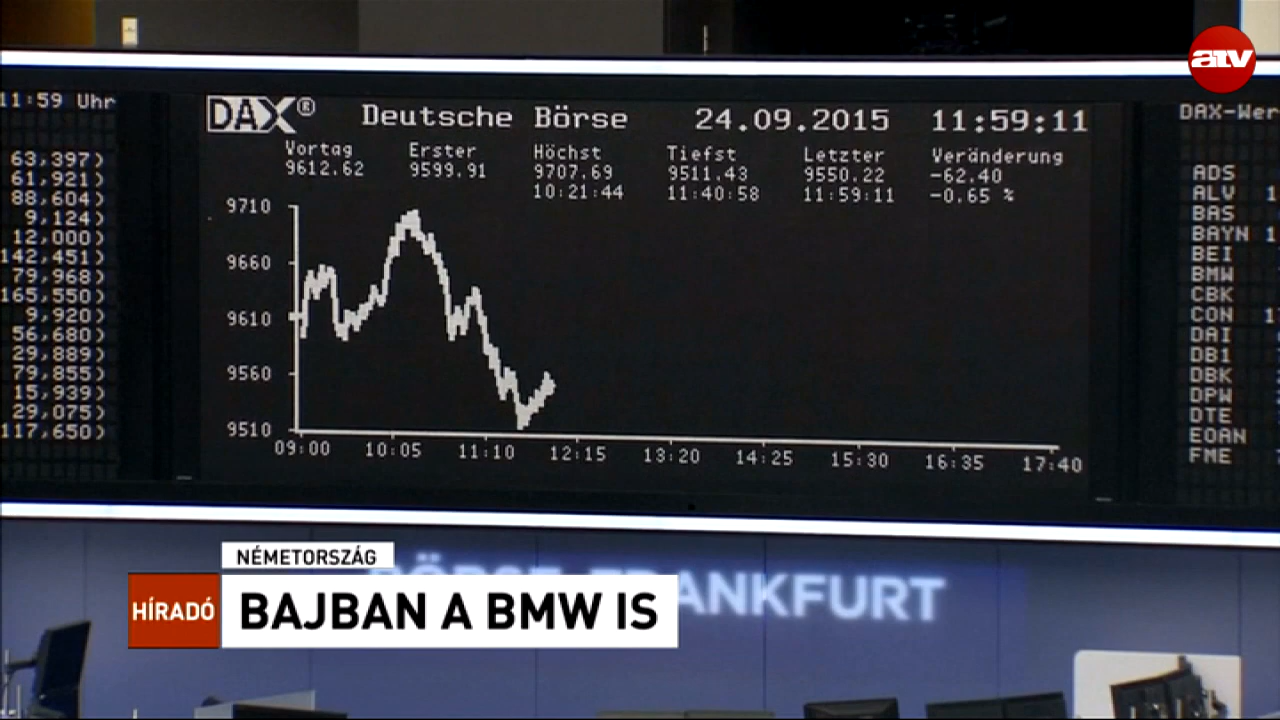 atv
11:59 Uhr
63,397)
61,921)
88,604)
9,124)
12,000)
142,451)
79,968)
165,550)
9,920)
56,680)
29,889)
79,855)
15,939)
29,075)
117,650)
DAX® Deutsche Börse 24.09.2015 11:59:11
Vortag Erster Höchst Tiefst Letzter Veränderung
9612.62 9599.91 9707.69 9511.43 9550.22 -62.40
10:21:44 11:40:58 11:59:11 -0.65 %
9710
9660
9610
9560
9510
09:00 10:05 11:10 12:15 13:20 14:25 15:30 16:35 17:40
DAX-Wer
ADS
ALV 1
BAS
BAYN 1
BEI
BMW
CBK
CON 1
DAI
DB1
DBK
DPW
DTE
EOAN
FME
BÖRSE FRANKFURT
NÉMETORSZÁG
HÍRADÓ
BAJBAN A BMW IS